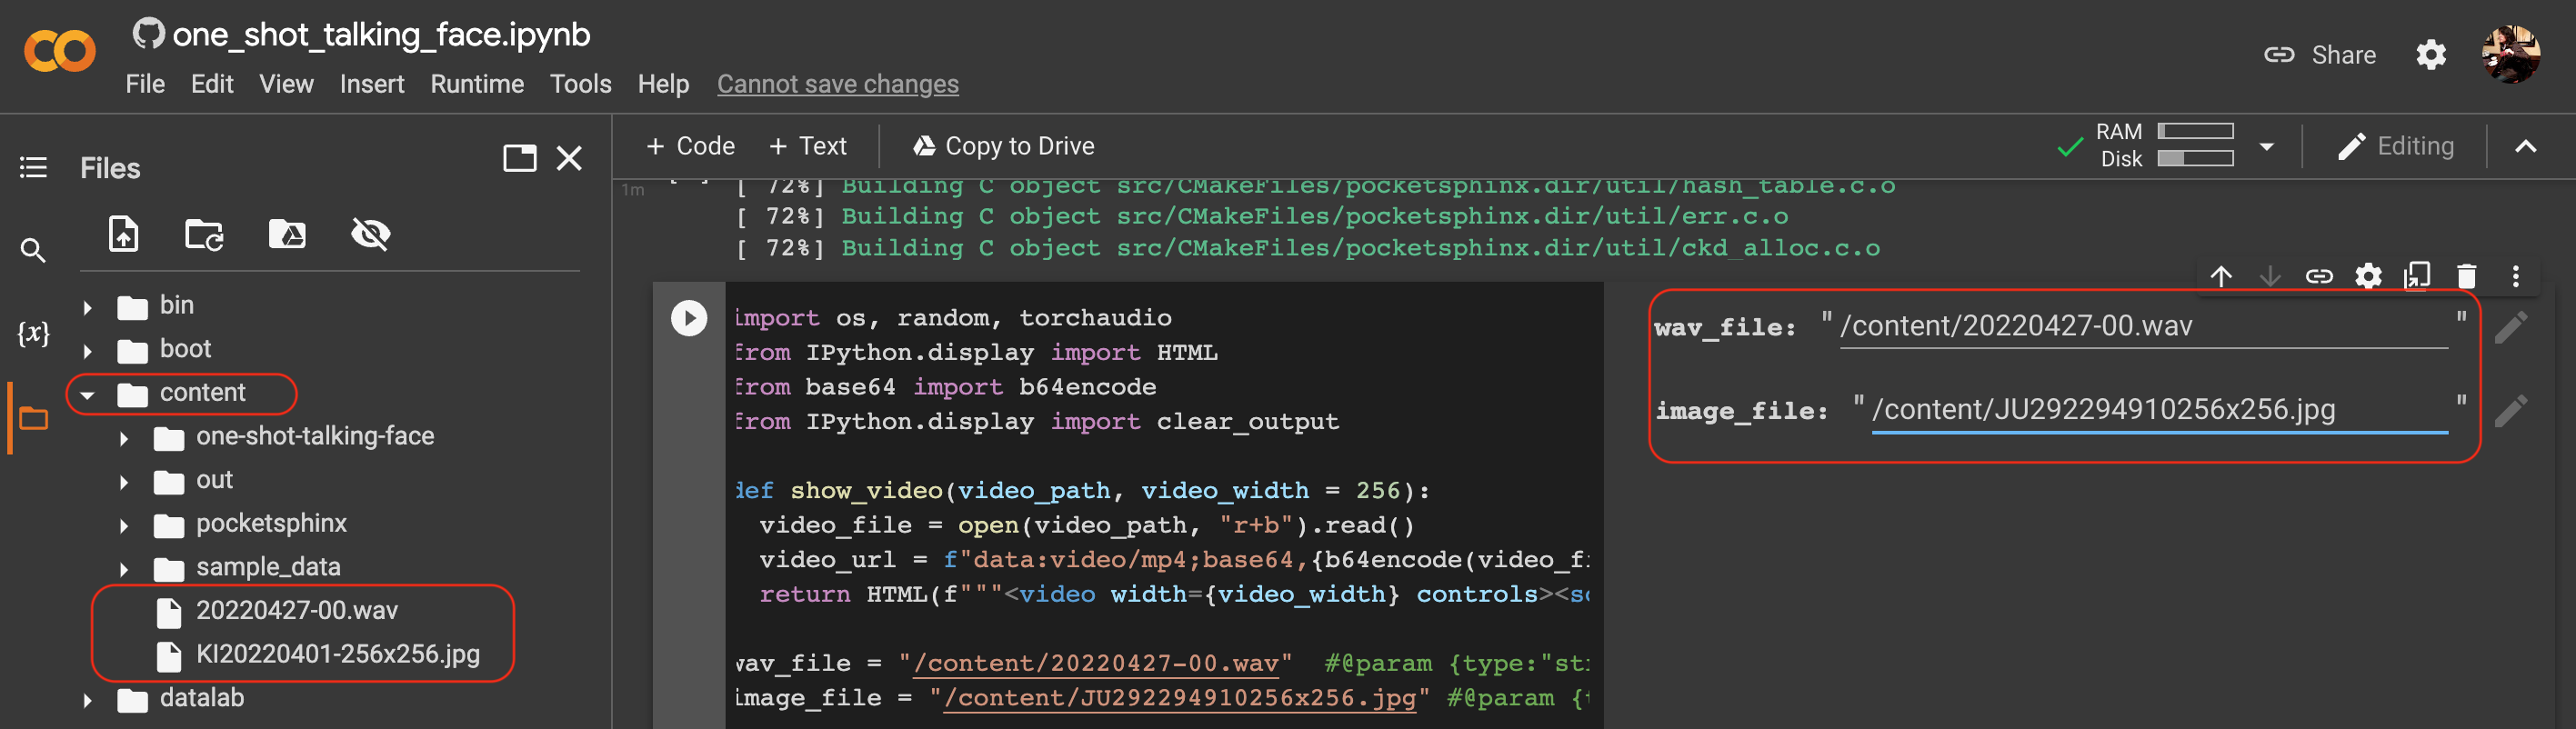 one_shot_talking_face.ipynb
File Edit View Insert Runtime Tools Help Cannot save changes
Share
Files
+ Code + Text Copy to Drive
RAM
Disk
Editing
{x}
bin
boot
content
one-shot-talking-face
out
pocketsphinx
sample_data
20220427-00.wav
KI20220401-256x256.jpg
datalab
1m
[ 72%] Building C object src/CMakeFiles/pocketsphinx.dir/util/hash_table.c.o
[ 72%] Building C object src/CMakeFiles/pocketsphinx.dir/util/err.c.o
[ 72%] Building C object src/CMakeFiles/pocketsphinx.dir/util/ckd_alloc.c.o
import os, random, torchaudio
from IPython.display import HTML
from base64 import b64encode
from IPython.display import clear_output
def show_video(video_path, video_width = 256):
video_file = open(video_path, "r+b").read()
video_url = f"data:video/mp4;base64,{b64encode(video_fi
return HTML(f"""<video width={video_width} controls><so
wav_file = "/content/20220427-00.wav" #@param {type:"str
image_file = "/content/JU292294910256x256.jpg" #@param {t
wav_file: "/content/20220427-00.wav"
image_file: "/content/JU292294910256x256.jpg"